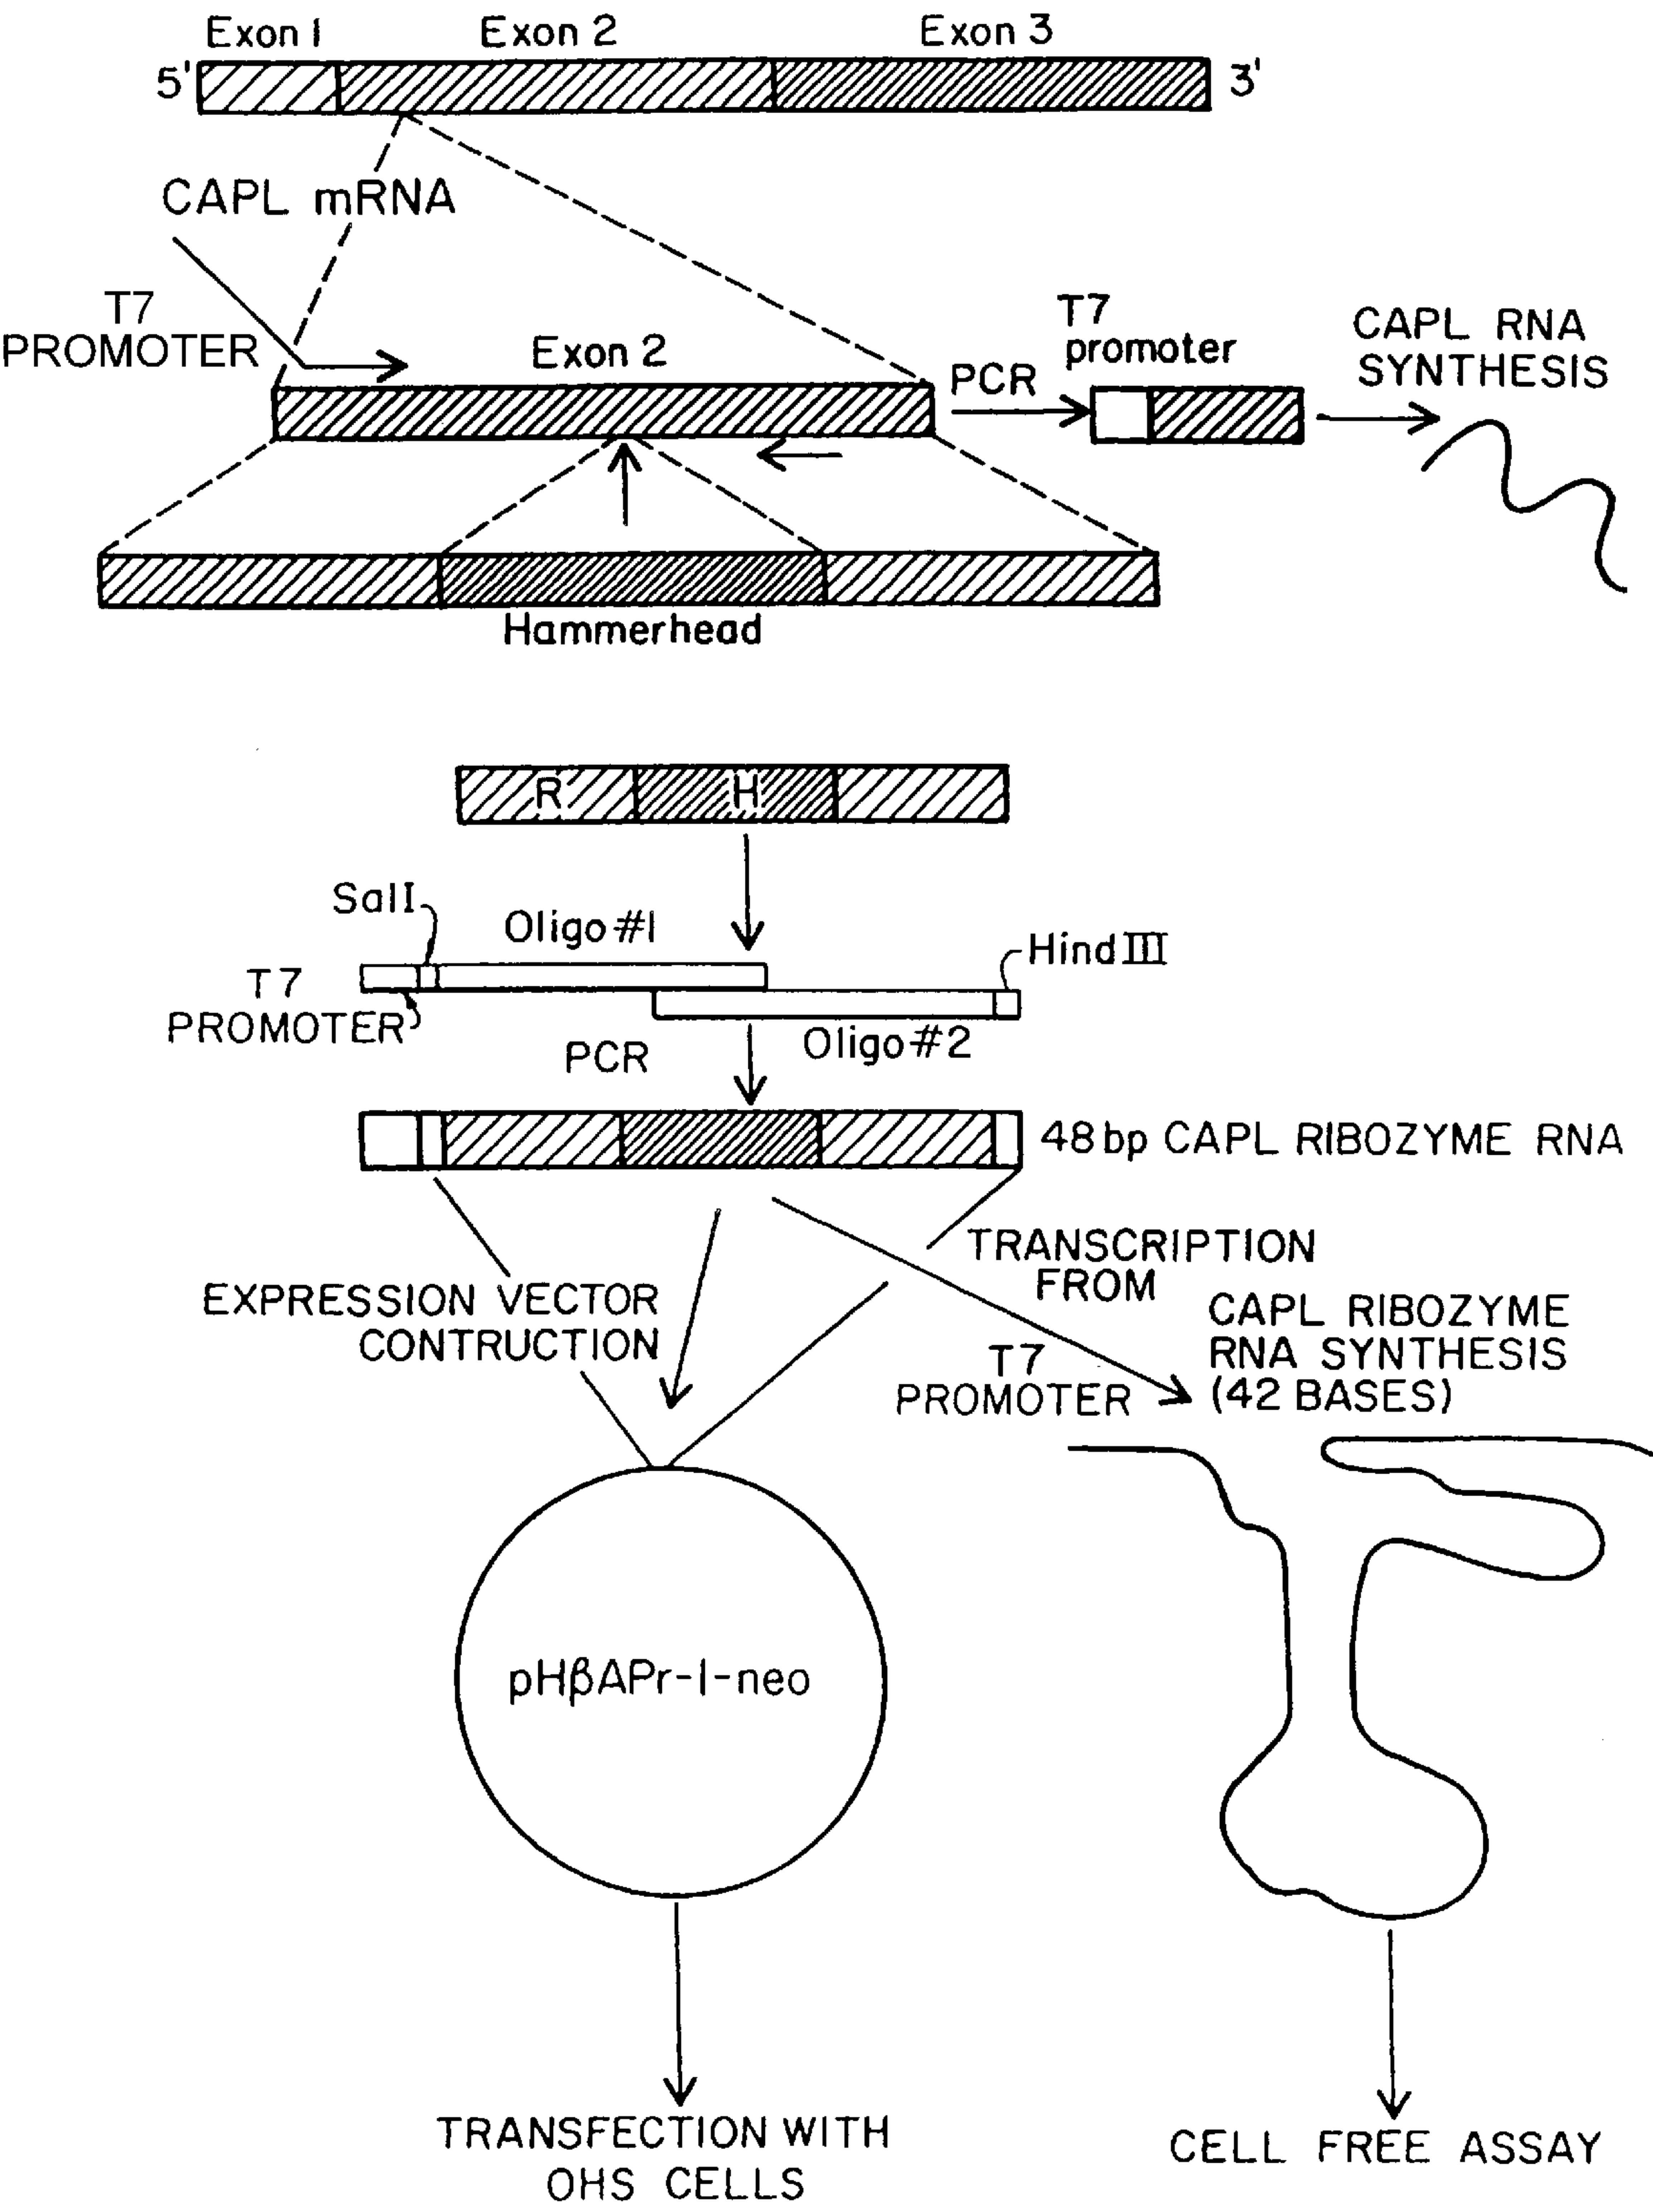 Exon 1
Exon 2
Exon 3
5'
3'
CAPL mRNA
T7
PROMOTER
Exon 2
PCR
T7
promoter
CAPL RNA
SYNTHESIS
Hammerhead
R
H
SalI
Oligo #1
HindIII
T7
PROMOTER
PCR
Oligo #2
48bp CAPL RIBOZYME RNA
TRANSCRIPTION
FROM
EXPRESSION VECTOR
CONTRUCTION
T7
PROMOTER
CAPL RIBOZYME
RNA SYNTHESIS
(42 BASES)
pHβAPr-1-neo
TRANSFECTION WITH
OHS CELLS
CELL FREE ASSAY